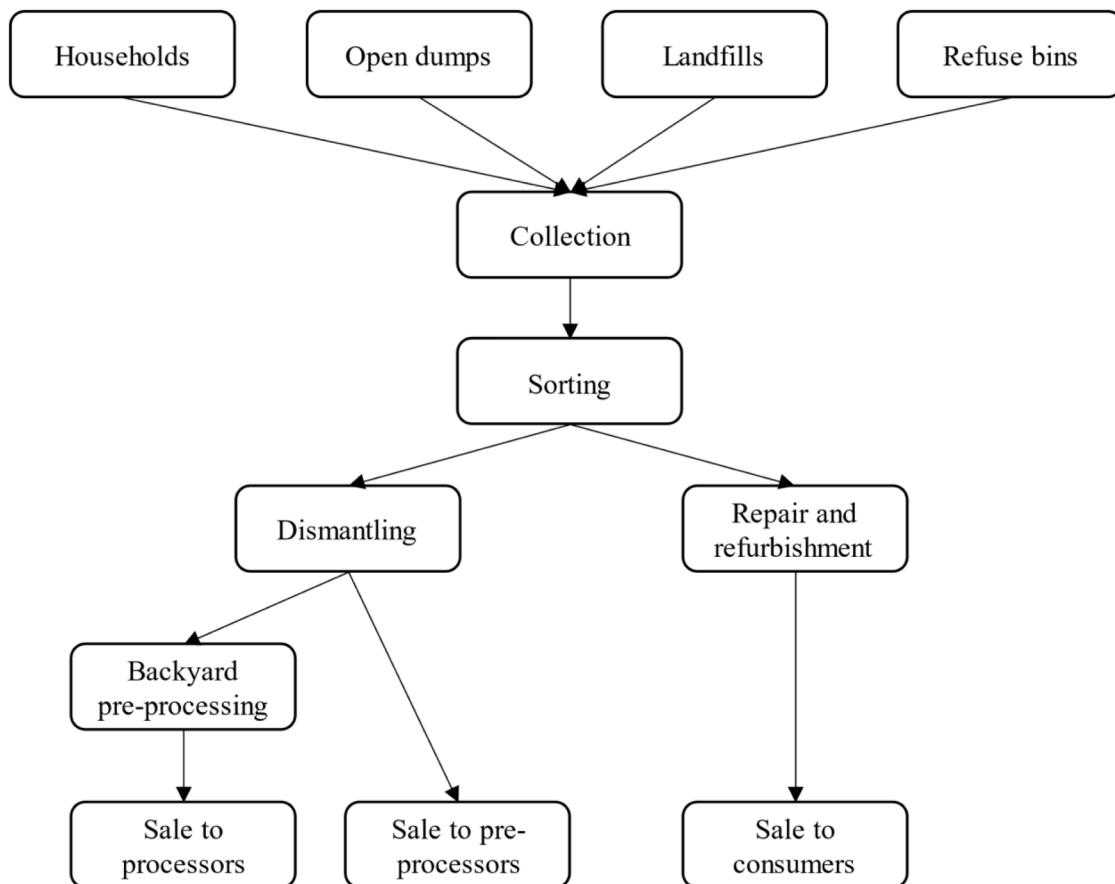 Households
Open dumps
Landfills
Refuse bins
Collection
Sorting
Dismantling
Repair and
refurbishment
Backyard
pre-processing
Sale to
processors
Sale to pre-
processors
Sale to
consumers